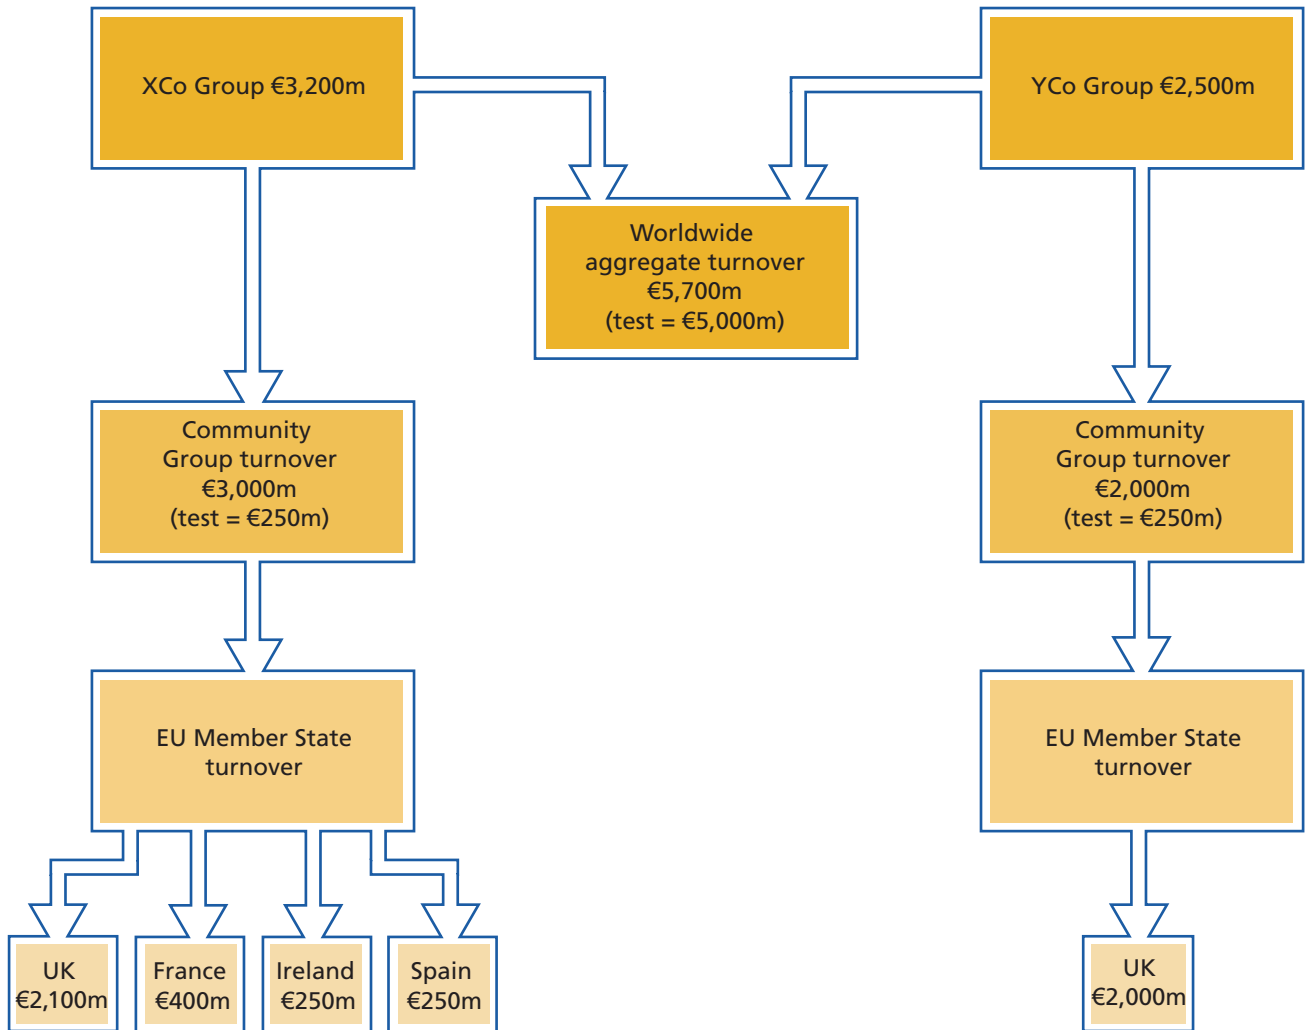 XCo Group €3,200m
YCo Group €2,500m
Worldwide
aggregate turnover
€5,700m
(test = €5,000m)
Community
Group turnover
€3,000m
(test = €250m)
Community
Group turnover
€2,000m
(test = €250m)
EU Member State
turnover
EU Member State
turnover
UK
€2,100m
France
€400m
Ireland
€250m
Spain
€250m
UK
€2,000m